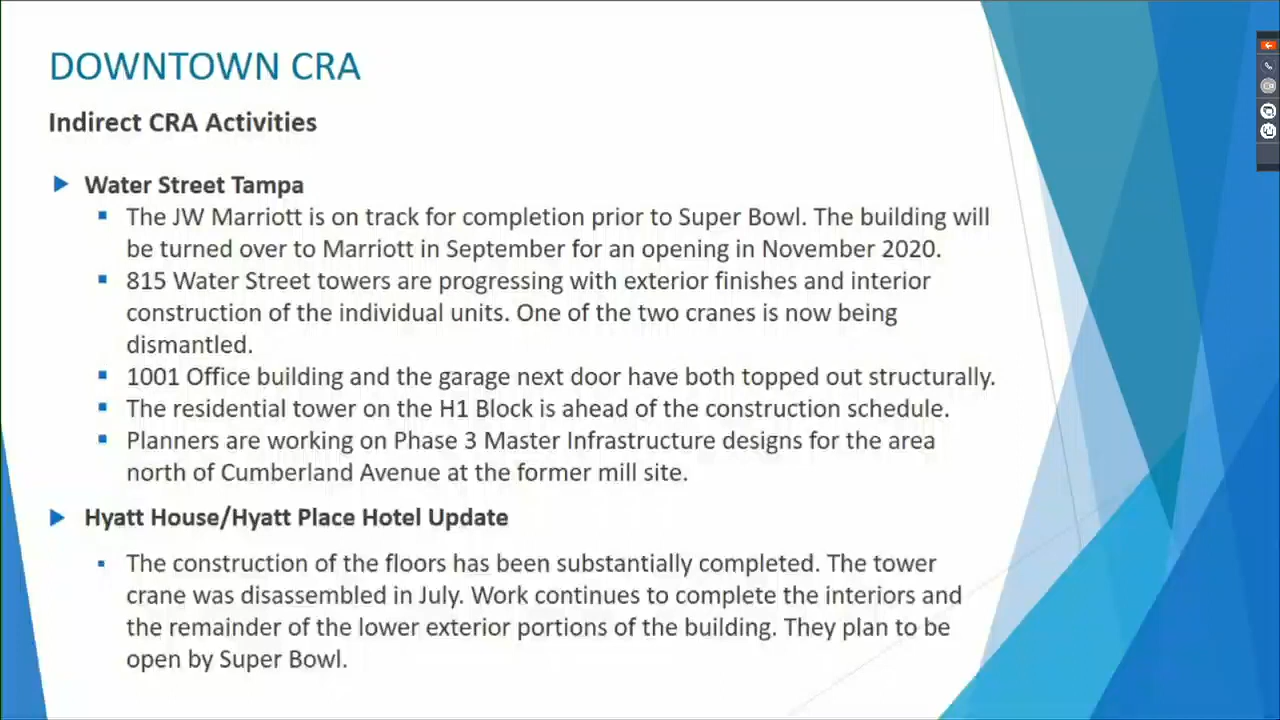 DOWNTOWN CRA
Indirect CRA Activities
Water Street Tampa
The JW Marriott is on track for completion prior to Super Bowl. The building will
be turned over to Marriott in September for an opening in November 2020.
815 Water Street towers are progressing with exterior finishes and interior
construction of the individual units. One of the two cranes is now being
dismantled.
1001 Office building and the garage next door have both topped out structurally.
The residential tower on the H1 Block is ahead of the construction schedule.
Planners are working on Phase 3 Master Infrastructure designs for the area
north of Cumberland Avenue at the former mill site.
Hyatt House/Hyatt Place Hotel Update
The construction of the floors has been substantially completed. The tower
crane was disassembled in July. Work continues to complete the interiors and
the remainder of the lower exterior portions of the building. They plan to be
open by Super Bowl.